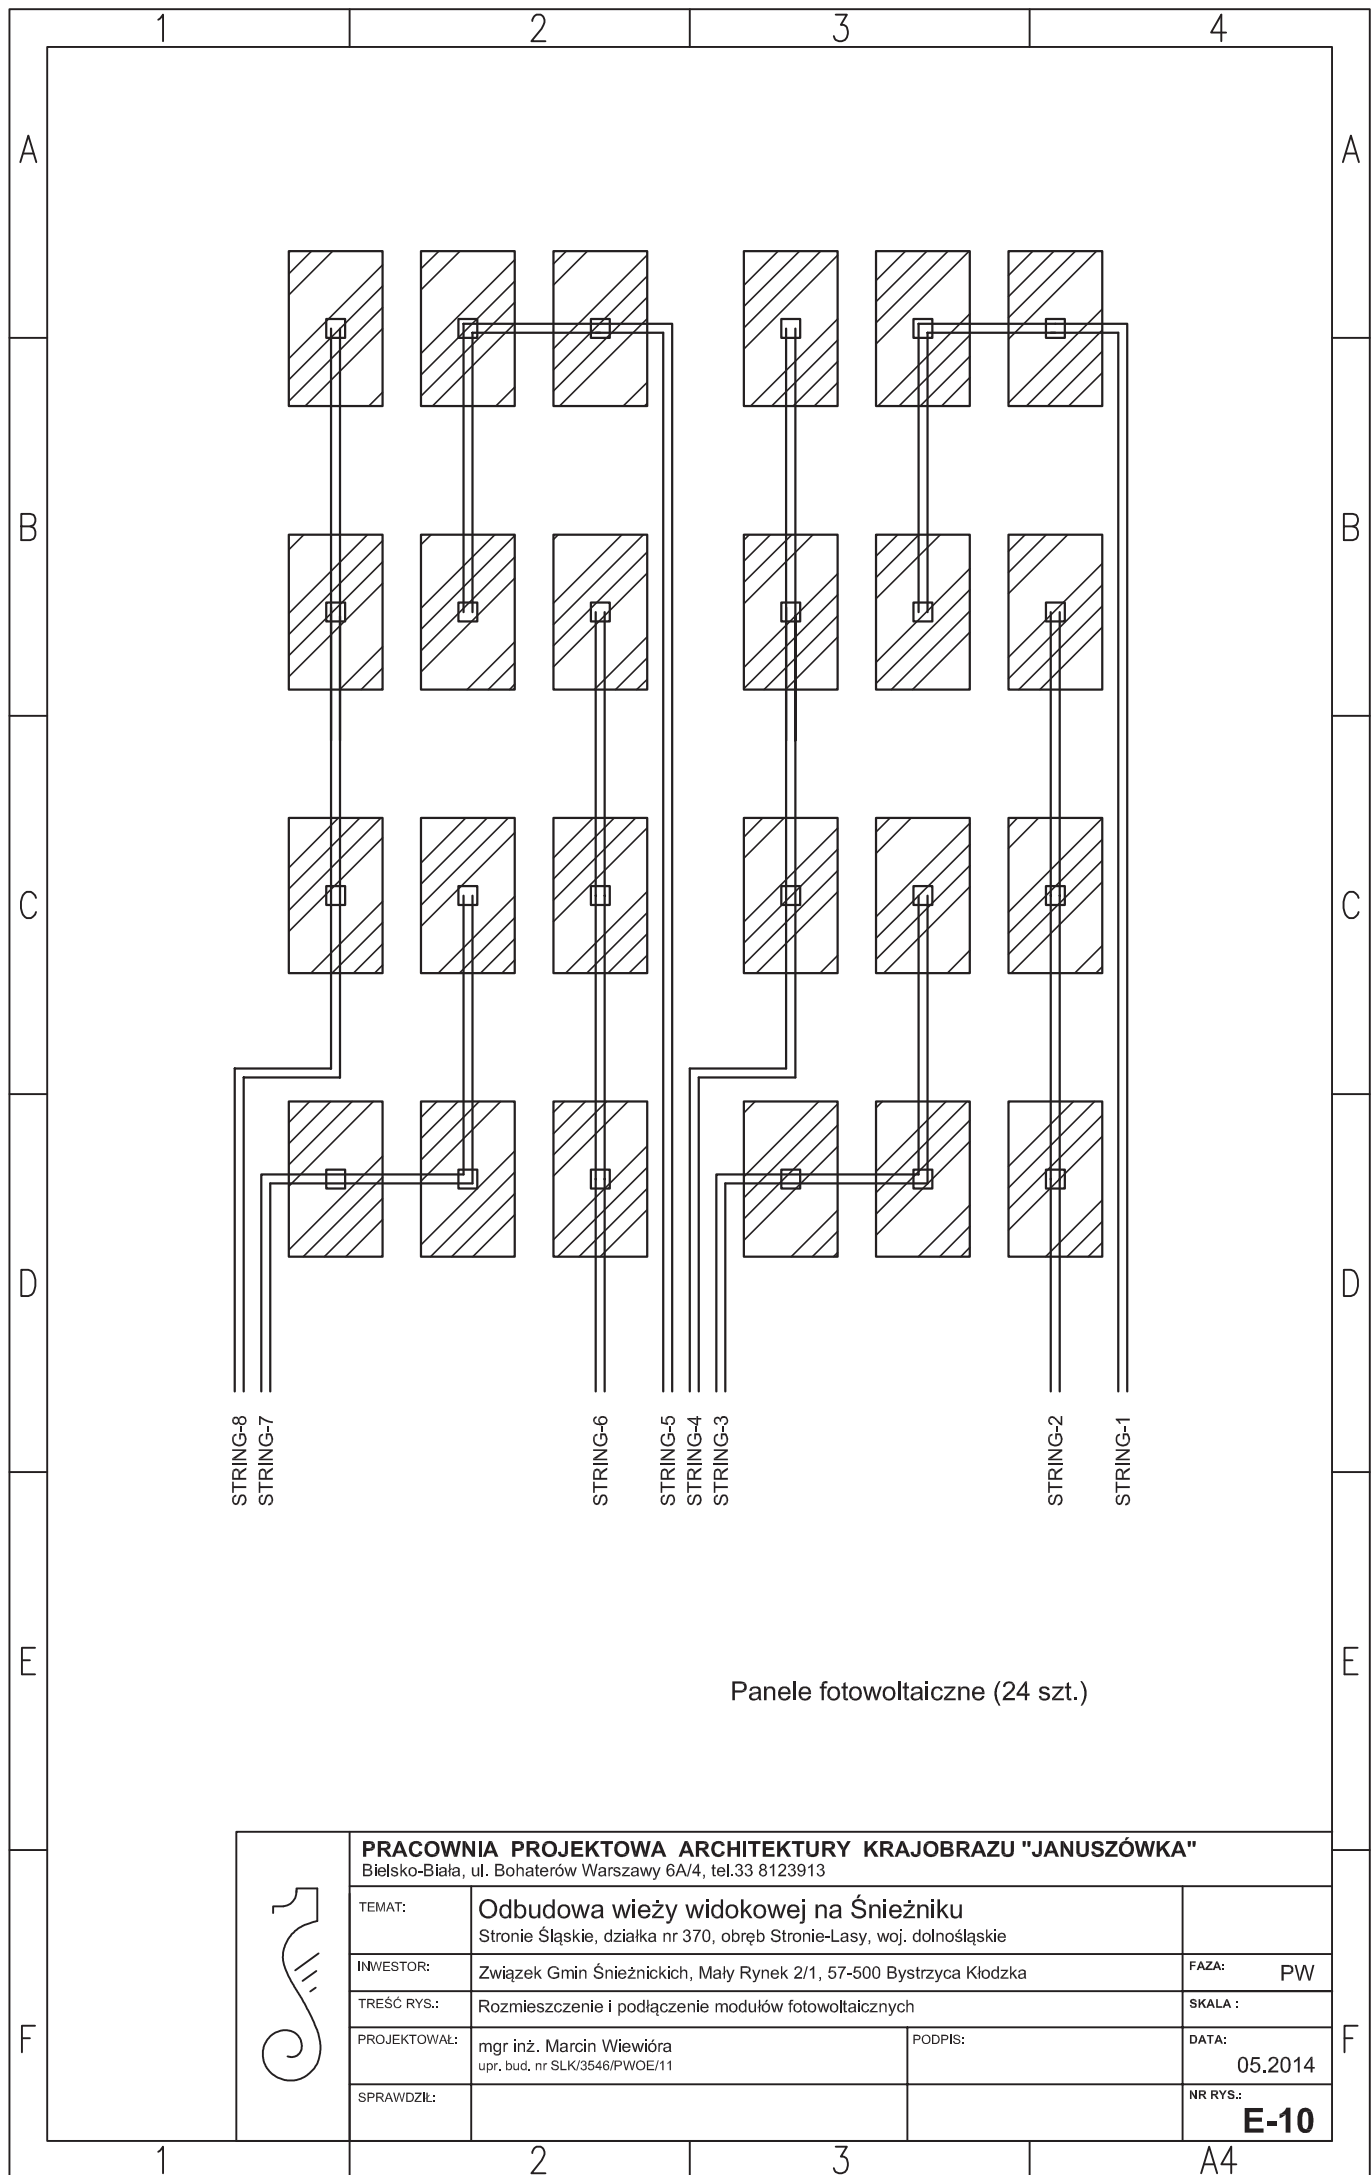 1 2 3 4
A A
B B
C C
D D
STRING-8
STRING-7
STRING-6
STRING-5
STRING-4
STRING-3
STRING-2
STRING-1
E E
Panele fotowoltaiczne (24 szt.)
PRACOWNIA PROJEKTOWA ARCHITEKTURY KRAJOBRAZU "JANUSZÓWKA"
Bielsko-Biała, ul. Bohaterów Warszawy 6A/4, tel.33 8123913
TEMAT: Odbudowa wieży widokowej na Śnieżniku
Stronie Śląskie, działka nr 370, obręb Stronie-Lasy, woj. dolnośląskie
INWESTOR: Związek Gmin Śnieżnickich, Mały Rynek 2/1, 57-500 Bystrzyca Kłodzka FAZA: PW
TREŚĆ RYS.: Rozmieszczenie i podłączenie modułów fotowoltaicznych SKALA :
F F
PROJEKTOWAŁ: mgr inż. Marcin Wiewióra PODPIS: DATA:
upr. bud. nr SLK/3546/PWOE/11 05.2014
SPRAWDZIŁ: NR RYS.:
E-10
1 2 3 A4